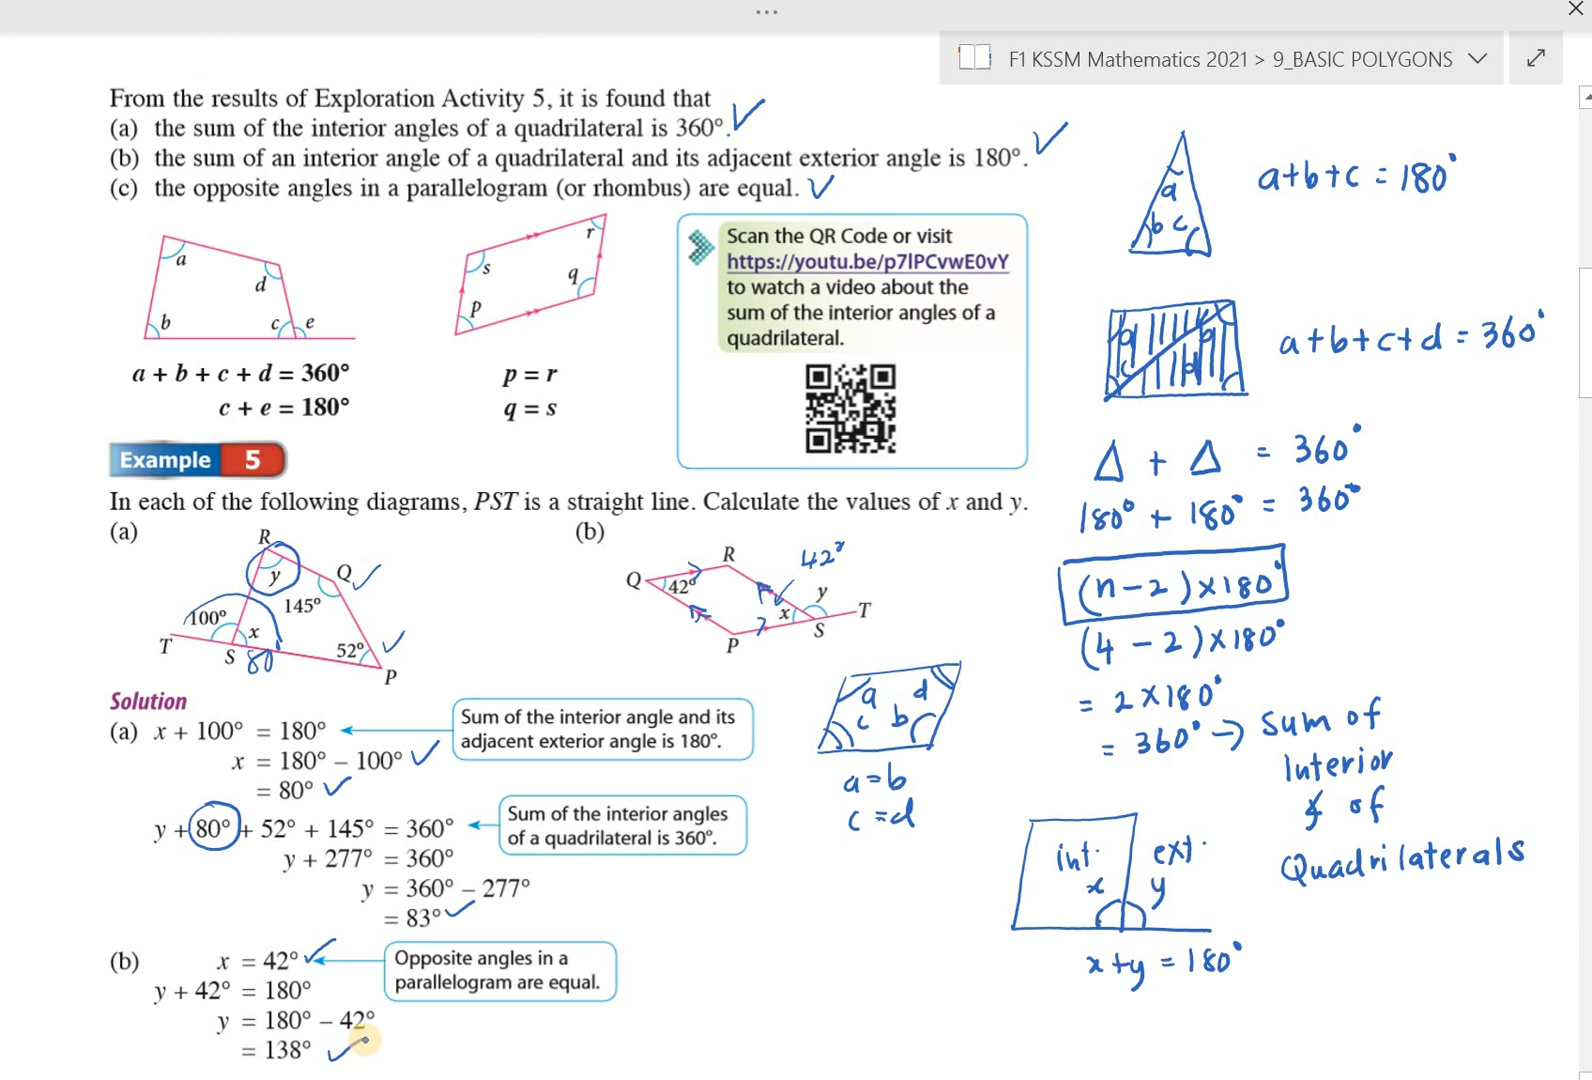 ...
F1 KSSM Mathematics 2021 > 9_BASIC POLYGONS
From the results of Exploration Activity 5, it is found that
(a) the sum of the interior angles of a quadrilateral is 360°.
(b) the sum of an interior angle of a quadrilateral and its adjacent exterior angle is 180°.
(c) the opposite angles in a parallelogram (or rhombus) are equal.
a
d
b
c e
r
s
q
p
a + b + c + d = 360°
c + e = 180°
p = r
q = s
Scan the QR Code or visit
https://youtu.be/p7lPCvwE0vY
to watch a video about the
sum of the interior angles of a
quadrilateral.
Example 5
In each of the following diagrams, PST is a straight line. Calculate the values of x and y.
(a)
R
y
Q
145°
100°
x
T
S
80
52°
P
(b)
R
42°
Q
42°
y
T
x
S
P
Solution
(a) x + 100° = 180°
x = 180° – 100°
= 80°
Sum of the interior angle and its
adjacent exterior angle is 180°.
y + 80° + 52° + 145° = 360°
y + 277° = 360°
y = 360° – 277°
= 83°
Sum of the interior angles
of a quadrilateral is 360°.
(b) x = 42°
y + 42° = 180°
y = 180° – 42°
= 138°
Opposite angles in a
parallelogram are equal.
a
b c
a+b+c = 180°
a+b+c+d = 360°
Δ + Δ = 360°
180° + 180° = 360°
(n-2)×180°
(4-2)×180°
= 2×180°
= 360° → Sum of
Interior
∡ of
Quadrilaterals
a d
c b
a=b
c=d
int. ext.
x y
x+y = 180°